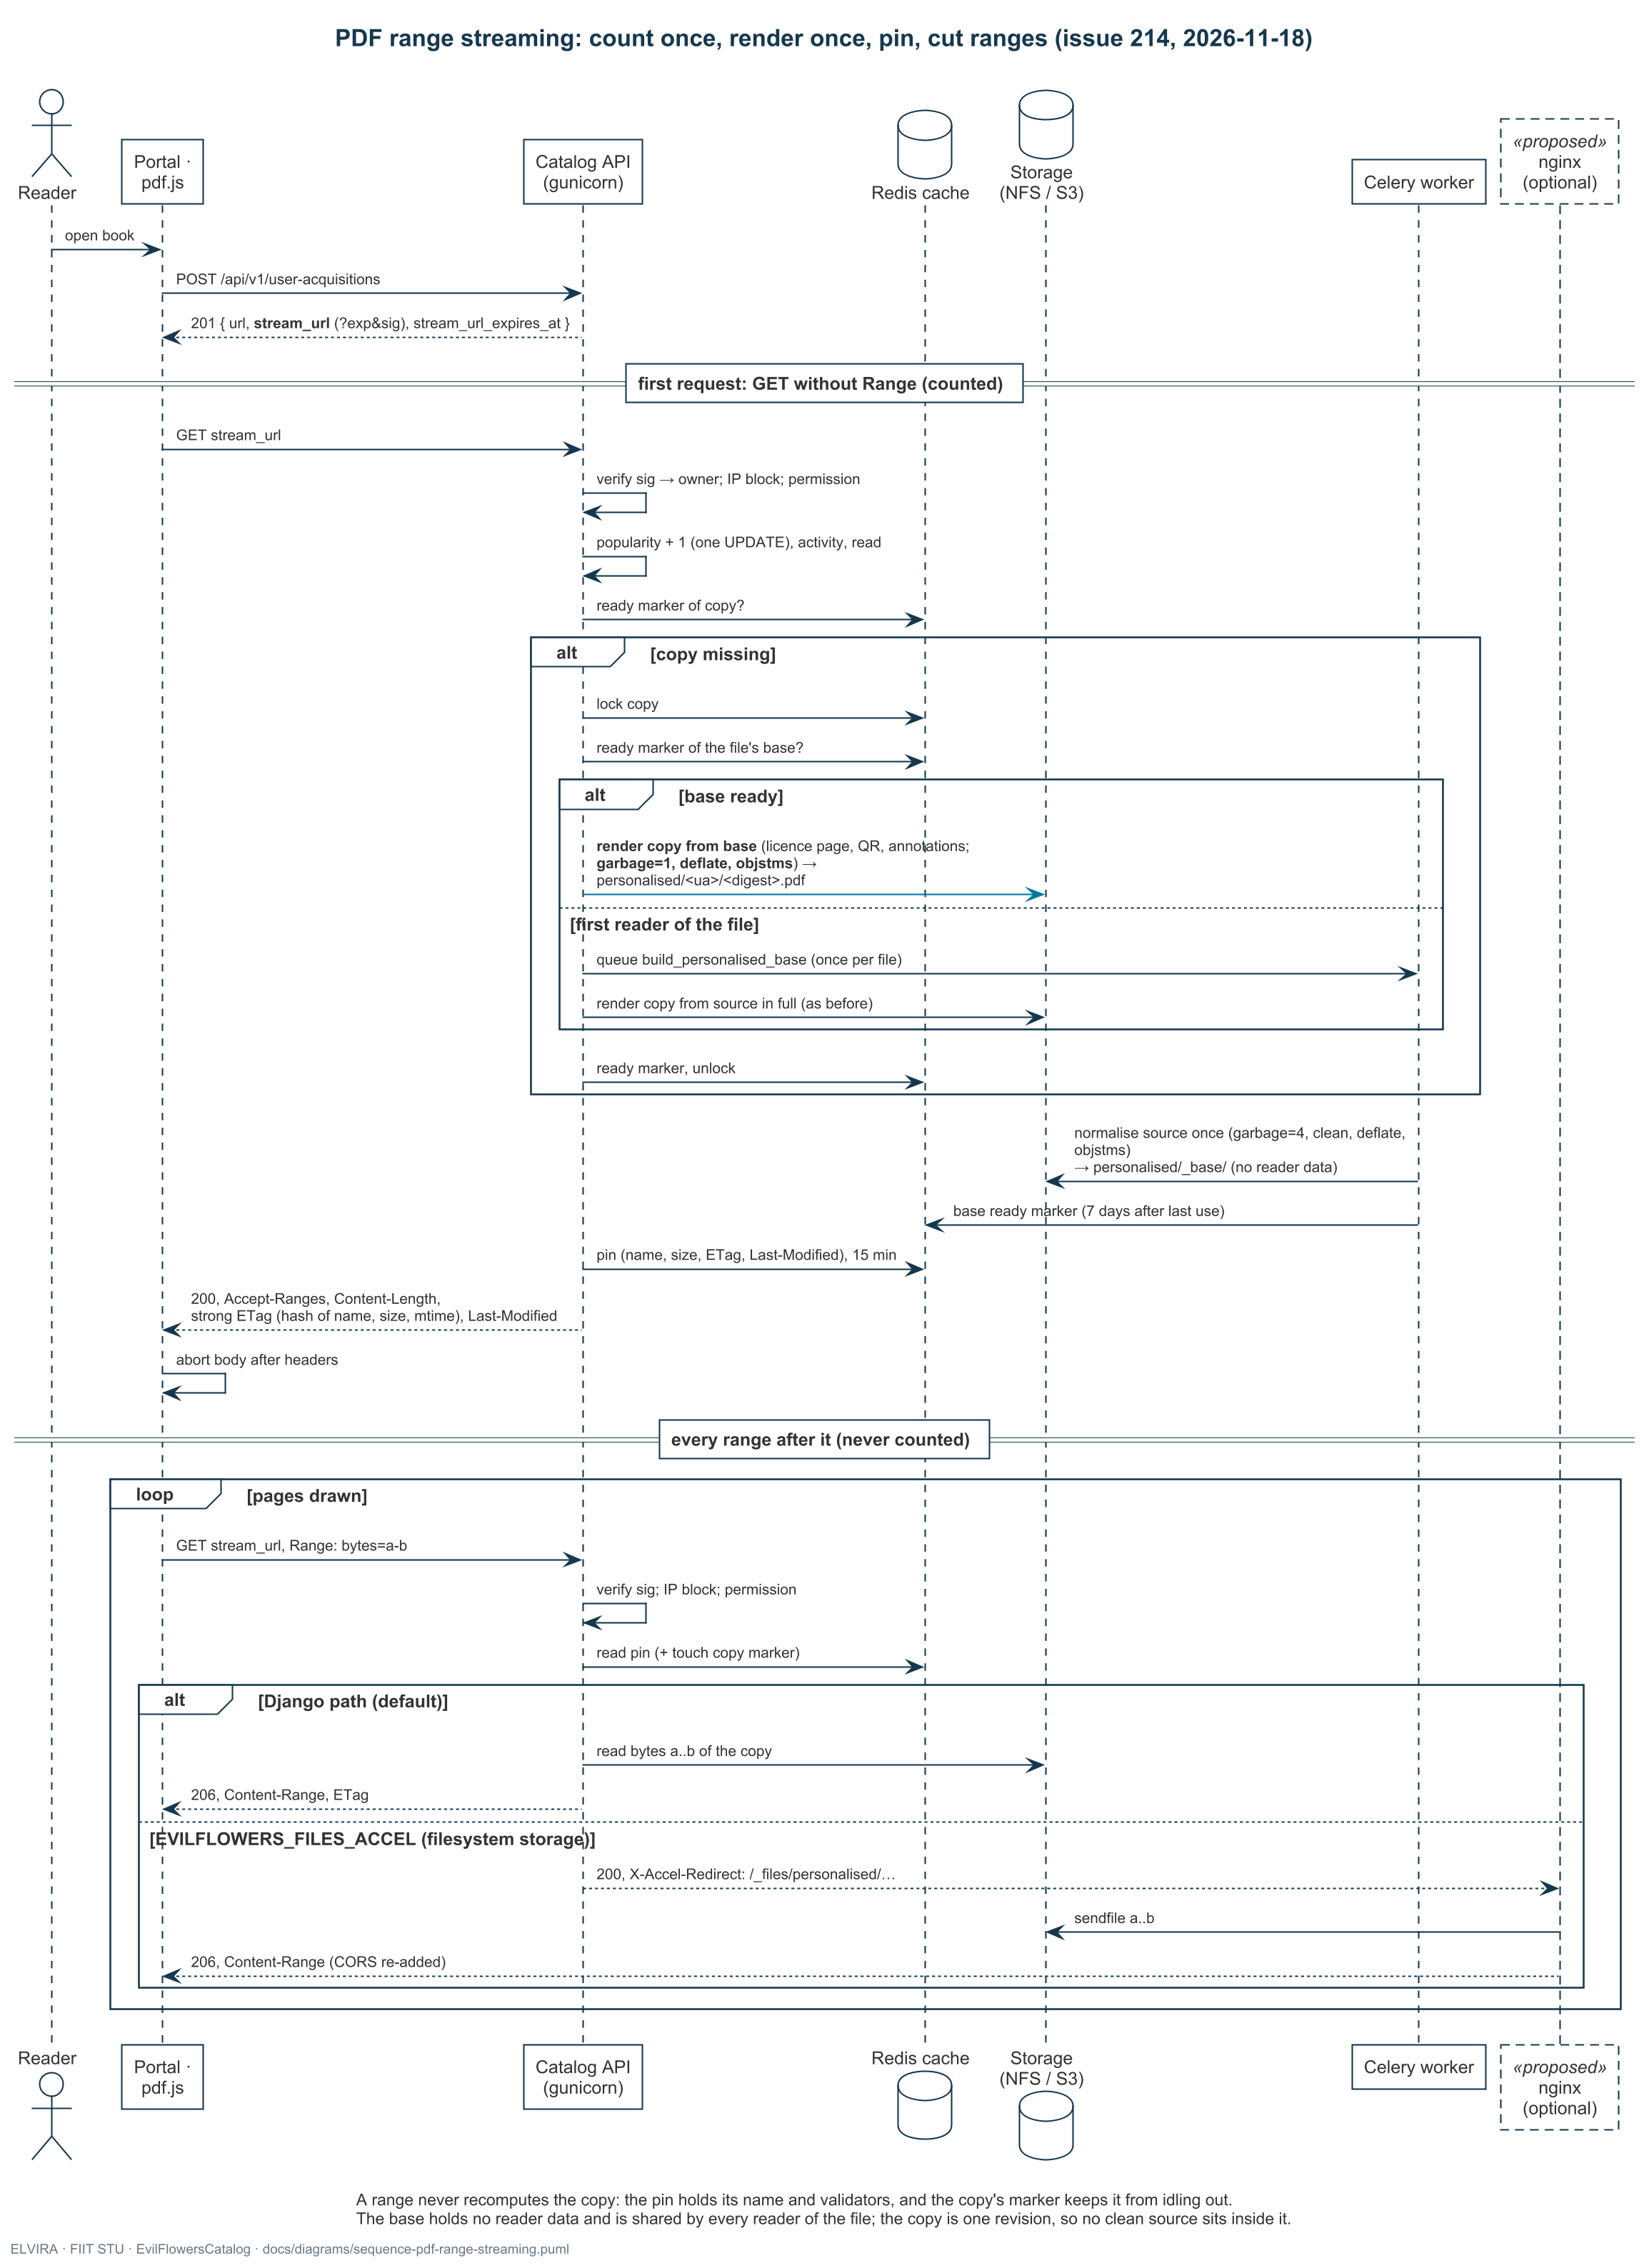 PDF range streaming: count once, render once, pin, cut ranges (issue 214, 2026-11-18)
Reader
Portal ·
pdf.js
Catalog API
(gunicorn)
Redis cache
Storage
(NFS / S3)
Celery worker
«proposed»
nginx
(optional)
open book
POST /api/v1/user-acquisitions
201 { url, stream_url (?exp&sig), stream_url_expires_at }
first request: GET without Range (counted)
GET stream_url
verify sig → owner; IP block; permission
popularity + 1 (one UPDATE), activity, read
ready marker of copy?
alt
[copy missing]
lock copy
ready marker of the file's base?
alt
[base ready]
render copy from base (licence page, QR, annotations;
garbage=1, deflate, objstms) →
personalised/<ua>/<digest>.pdf
[first reader of the file]
queue build_personalised_base (once per file)
render copy from source in full (as before)
ready marker, unlock
normalise source once (garbage=4, clean, deflate,
objstms)
→ personalised/_base/ (no reader data)
base ready marker (7 days after last use)
pin (name, size, ETag, Last-Modified), 15 min
200, Accept-Ranges, Content-Length,
strong ETag (hash of name, size, mtime), Last-Modified
abort body after headers
every range after it (never counted)
loop
[pages drawn]
GET stream_url, Range: bytes=a-b
verify sig; IP block; permission
read pin (+ touch copy marker)
alt
[Django path (default)]
read bytes a..b of the copy
206, Content-Range, ETag
[EVILFLOWERS_FILES_ACCEL (filesystem storage)]
200, X-Accel-Redirect: /_files/personalised/…
sendfile a..b
206, Content-Range (CORS re-added)
Reader
Portal ·
pdf.js
Catalog API
(gunicorn)
Redis cache
Storage
(NFS / S3)
Celery worker
«proposed»
nginx
(optional)
A range never recomputes the copy: the pin holds its name and validators, and the copy's marker keeps it from idling out.
The base holds no reader data and is shared by every reader of the file; the copy is one revision, so no clean source sits inside it.
ELVIRA · FIIT STU · EvilFlowersCatalog · docs/diagrams/sequence-pdf-range-streaming.puml